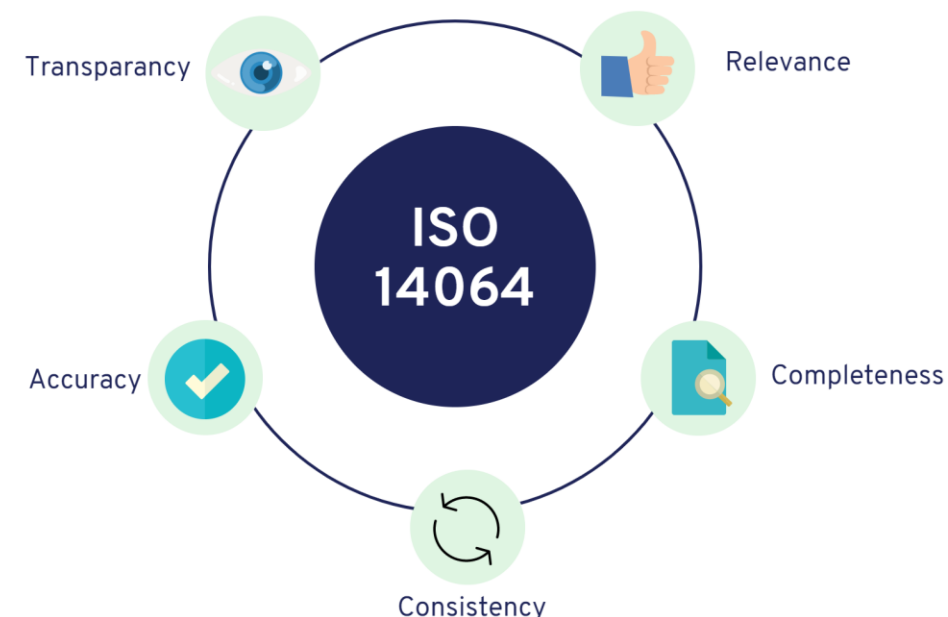 Transparancy
Relevance
ISO
14064
Accuracy
Completeness
Consistency